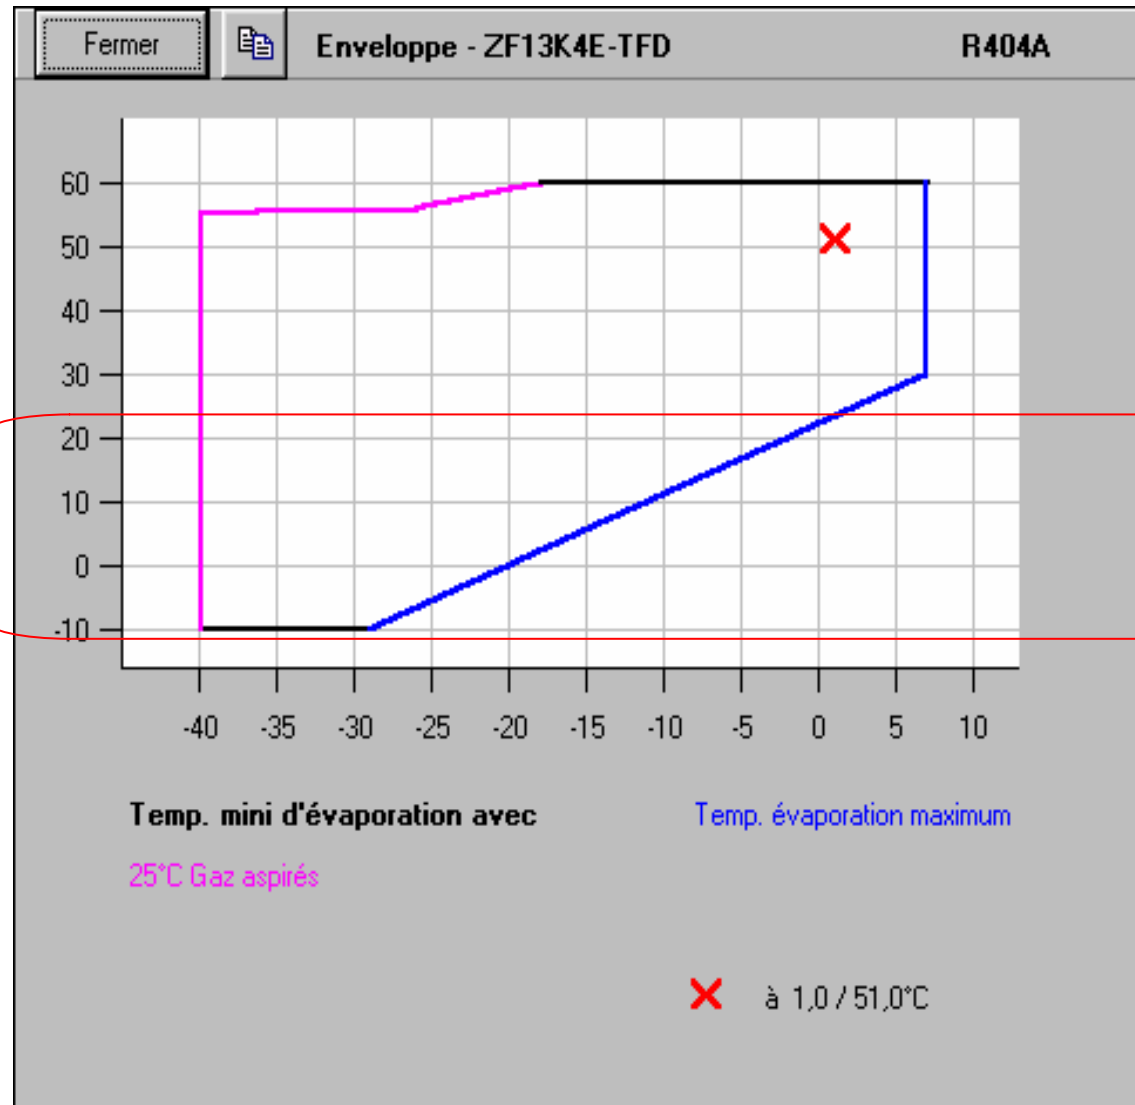 Fermer Enveloppe - ZF13K4E-TFD R404A
60
50
40
30
20
10
0
-10
-40 -35 -30 -25 -20 -15 -10 -5 0 5 10
Temp. mini d'évaporation avec Temp. évaporation maximum
25°C Gaz aspirés
à 1,0 / 51,0°C